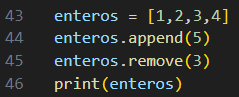 43 enteros = [1,2,3,4]
44 enteros.append(5)
45 enteros.remove(3)
46 print(enteros)